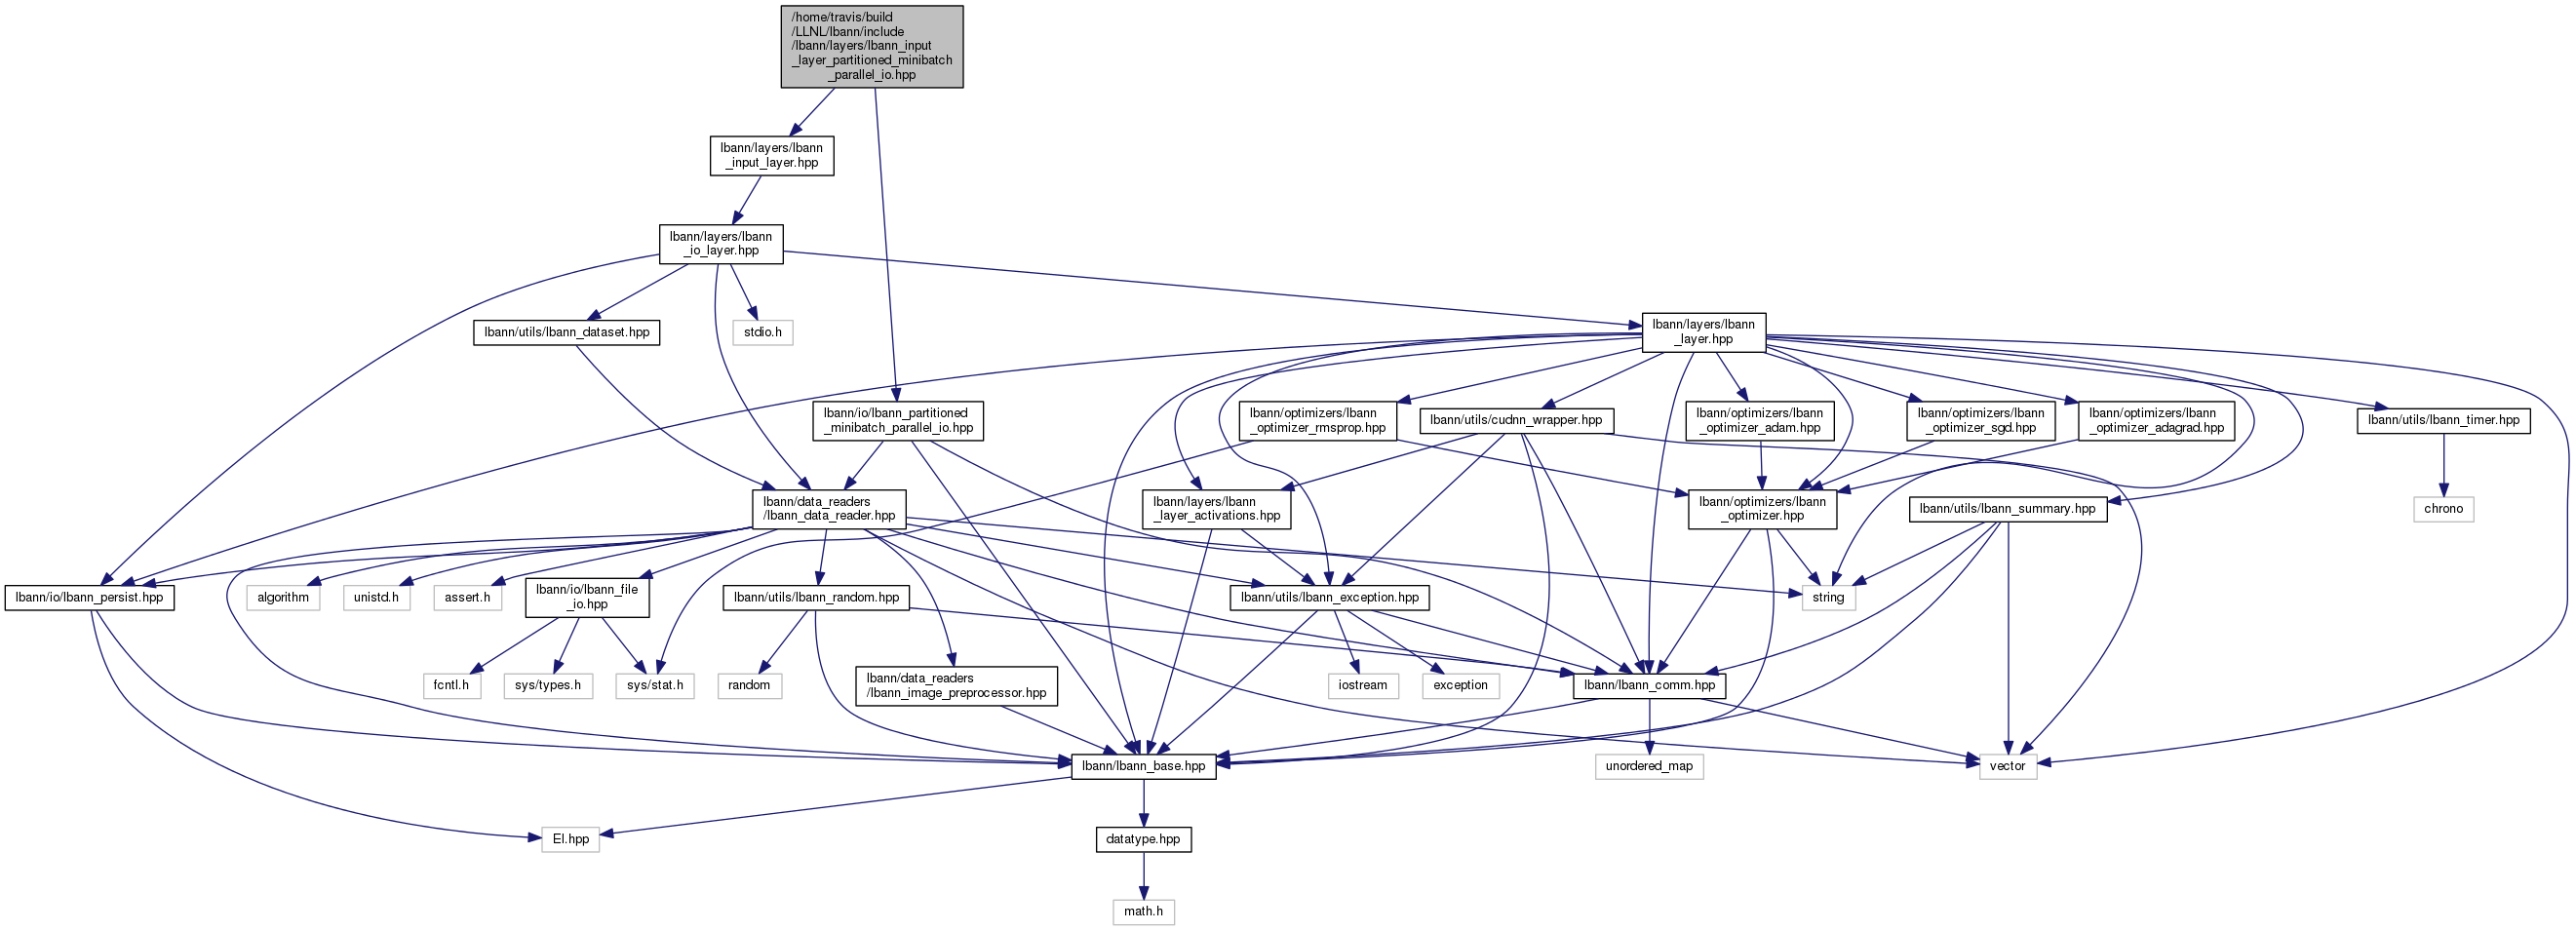 /home/travis/build
/LLNL/lbann/include
/lbann/layers/lbann_input
_layer_partitioned_minibatch
_parallel_io.hpp
lbann/layers/lbann
_input_layer.hpp
lbann/layers/lbann
_io_layer.hpp
lbann/utils/lbann_dataset.hpp
stdio.h
lbann/layers/lbann
_layer.hpp
lbann/io/lbann_partitioned
_minibatch_parallel_io.hpp
lbann/optimizers/lbann
_optimizer_rmsprop.hpp
lbann/utils/cudnn_wrapper.hpp
lbann/optimizers/lbann
_optimizer_adam.hpp
lbann/optimizers/lbann
_optimizer_sgd.hpp
lbann/optimizers/lbann
_optimizer_adagrad.hpp
lbann/utils/lbann_timer.hpp
lbann/data_readers
/lbann_data_reader.hpp
lbann/layers/lbann
_layer_activations.hpp
lbann/optimizers/lbann
_optimizer.hpp
lbann/utils/lbann_summary.hpp
chrono
lbann/io/lbann_persist.hpp
algorithm
unistd.h
assert.h
lbann/io/lbann_file
_io.hpp
lbann/utils/lbann_random.hpp
lbann/utils/lbann_exception.hpp
string
fcntl.h
sys/types.h
sys/stat.h
random
lbann/data_readers
/lbann_image_preprocessor.hpp
iostream
exception
lbann/lbann_comm.hpp
lbann/lbann_base.hpp
unordered_map
vector
El.hpp
datatype.hpp
math.h